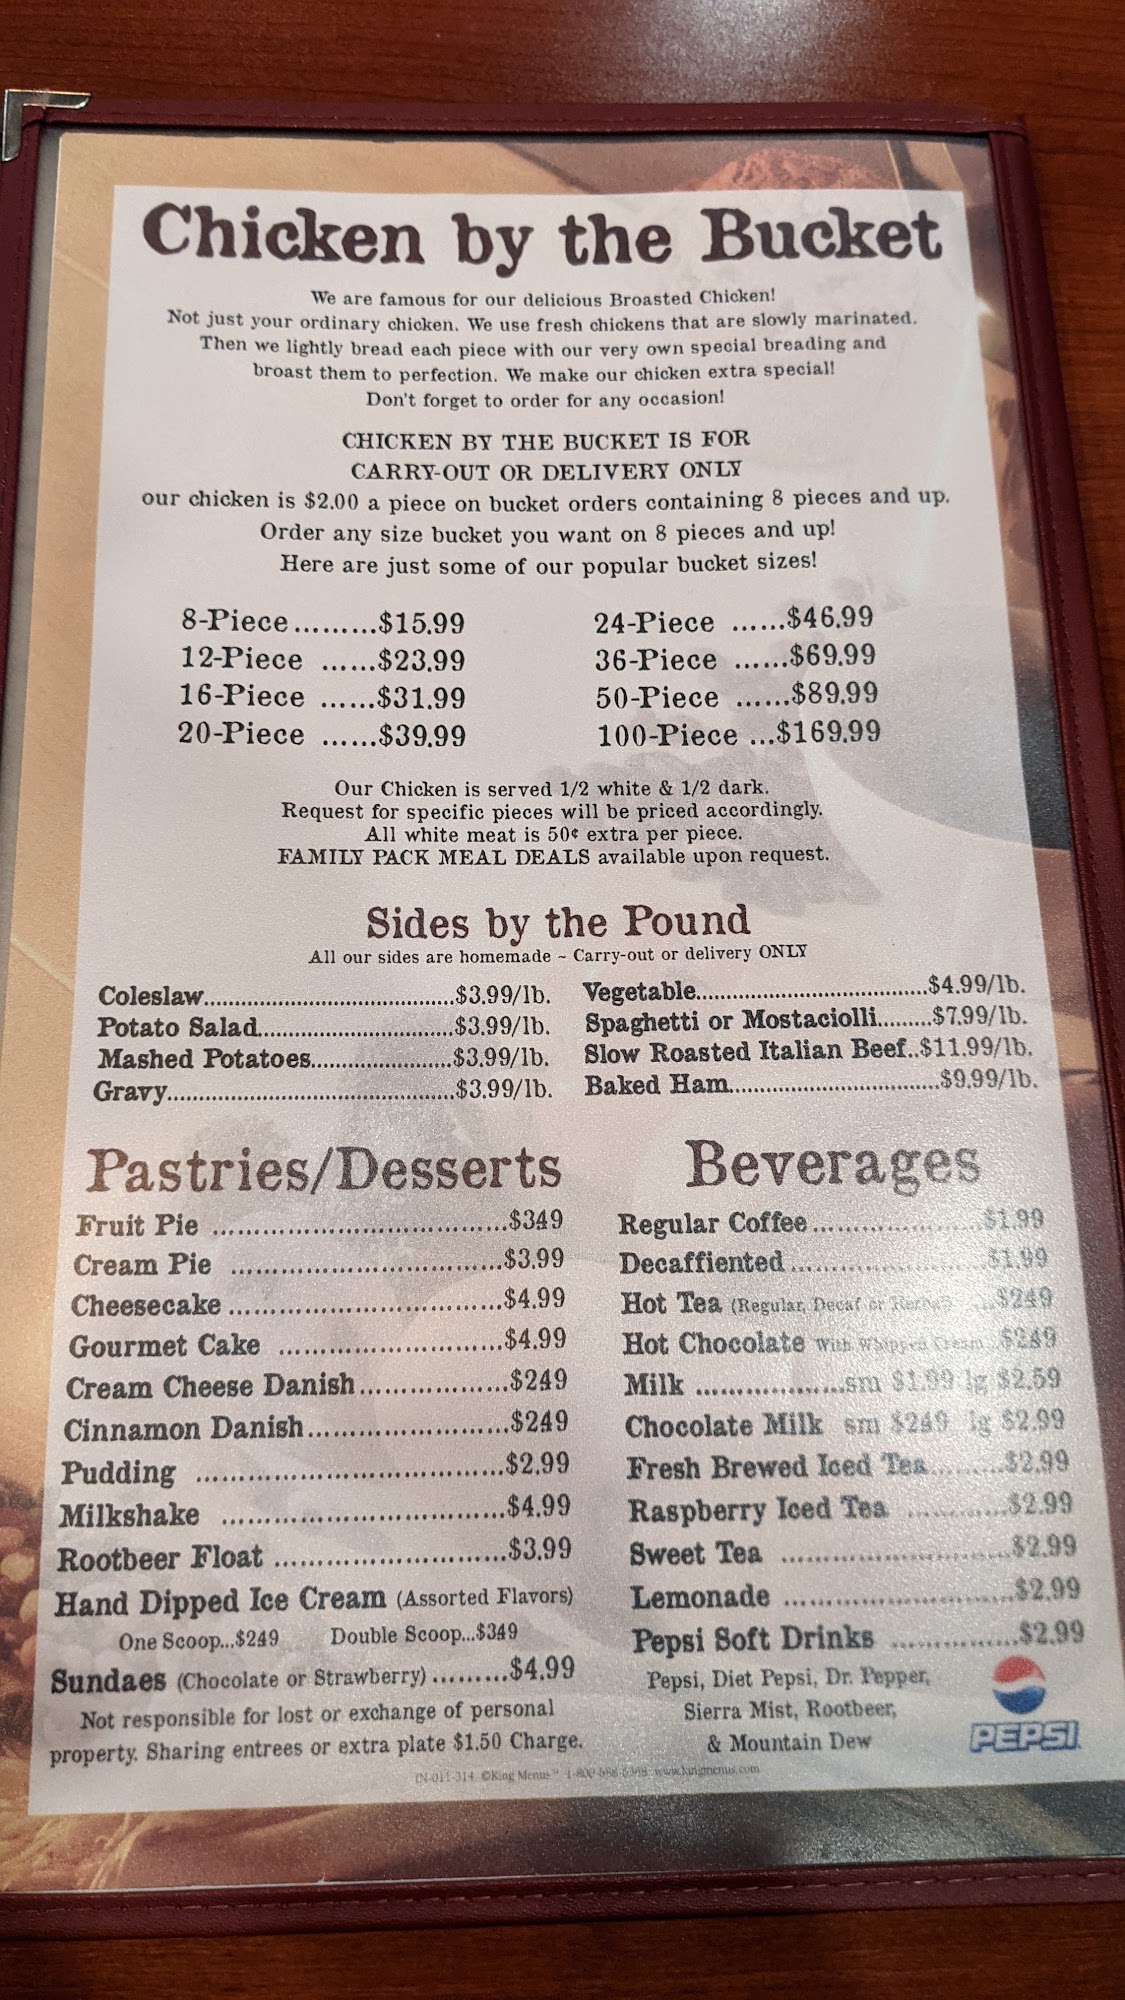 Chicken by the Bucket
We are famous for our delicious Broasted Chicken!
Not just your ordinary chicken. We use fresh chickens that are slowly marinated.
Then we lightly bread each piece with our very own special breading and
broast them to perfection. We make our chicken extra special!
Don't forget to order for any occasion!
CHICKEN BY THE BUCKET IS FOR
CARRY-OUT OR DELIVERY ONLY
our chicken is $2.00 a piece on bucket orders containing 8 pieces and up.
Order any size bucket you want on 8 pieces and up!
Here are just some of our popular bucket sizes!
8-Piece.........$15.99
12-Piece ......$23.99
16-Piece ......$31.99
20-Piece ......$39.99
24-Piece ......$46.99
36-Piece ......$69.99
50-Piece ......$89.99
100-Piece ...$169.99
Our Chicken is served 1/2 white & 1/2 dark.
Request for specific pieces will be priced accordingly.
All white meat is 50¢ extra per piece.
FAMILY PACK MEAL DEALS available upon request.
Sides by the Pound
All our sides are homemade ~ Carry-out or delivery ONLY
Coleslaw..........$3.99/lb.
Potato Salad..........$3.99/lb.
Mashed Potatoes..........$3.99/lb.
Gravy..........$3.99/lb.
Vegetable..........$4.99/lb.
Spaghetti or Mostaciolli.........$7.99/lb.
Slow Roasted Italian Beef..$11.99/lb.
Baked Ham..........$9.99/lb.
Pastries/Desserts
Fruit Pie ..........$349
Cream Pie ..........$3.99
Cheesecake ..........$4.99
Gourmet Cake ..........$4.99
Cream Cheese Danish..........$249
Cinnamon Danish..........$249
Pudding ..........$2.99
Milkshake ..........$4.99
Rootbeer Float ..........$3.99
Hand Dipped Ice Cream (Assorted Flavors)
One Scoop...$249 Double Scoop...$349
Sundaes (Chocolate or Strawberry).........$4.99
Not responsible for lost or exchange of personal
property. Sharing entrees or extra plate $1.50 Charge.
Beverages
Regular Coffee..........$1.99
Decaffiented..........$1.99
Hot Tea (Regular, Decaf or Herbal) ...$249
Hot Chocolate With Whipped Cream ...$249
Milk ..........sm $1.99 lg $2.59
Chocolate Milk sm $249 lg $2.99
Fresh Brewed Iced Tea.........$2.99
Raspberry Iced Tea ..........$2.99
Sweet Tea ..........$2.99
Lemonade ..........$2.99
Pepsi Soft Drinks ..........$2.99
Pepsi, Diet Pepsi, Dr. Pepper,
Sierra Mist, Rootbeer,
& Mountain Dew
PEPSI
IN-011-314 ©King Menus www.kingmenus.com